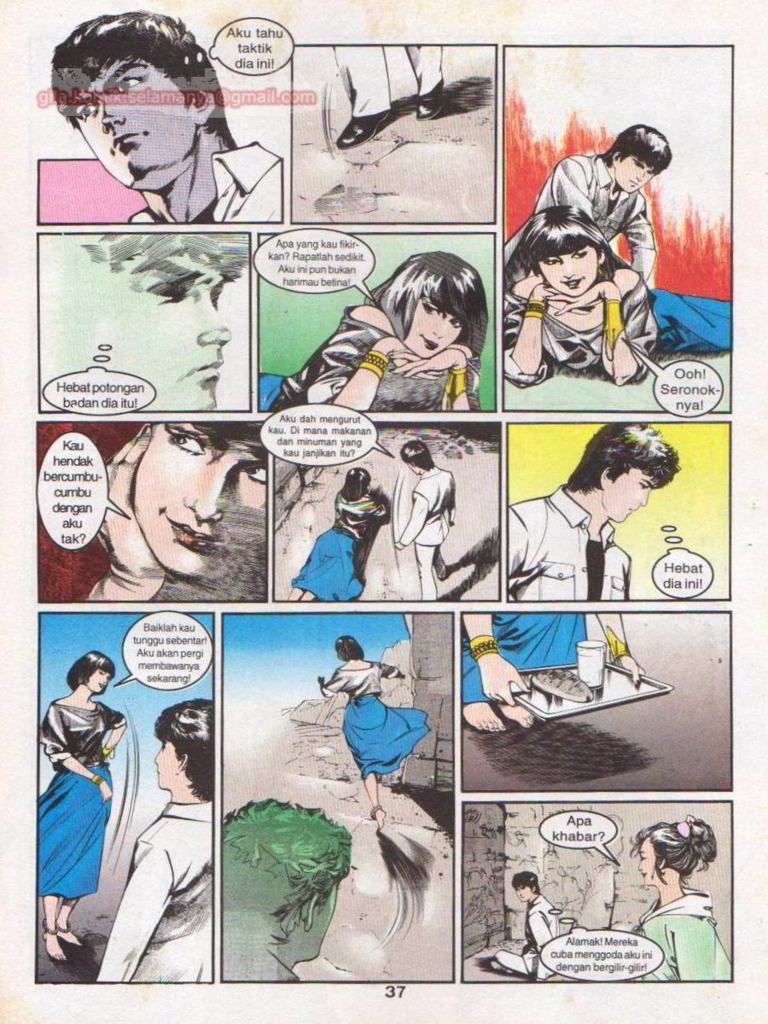 Aku tahu
taktik
dia ini!
gila.komik.selamanya@gmail.com
Ooh!
Seronok-
nya!
Hebat potongan
badan dia itu!
Apa yang kau fikir-
kan? Rapatlah sedikit.
Aku ini pun bukan
harimau betina!
Kau
hendak
bercumbu-
cumbu
dengan
aku
tak?
Aku dah mengurut
kau. Di mana makanan
dan minuman yang
kau janjikan itu?
Hebat
dia ini!
Baiklah kau
tunggu sebentar!
Aku akan pergi
membawanya
sekarang!
Apa
khabar?
Alamak! Mereka
cuba menggoda aku ini
dengan bergilir-gilir!
37